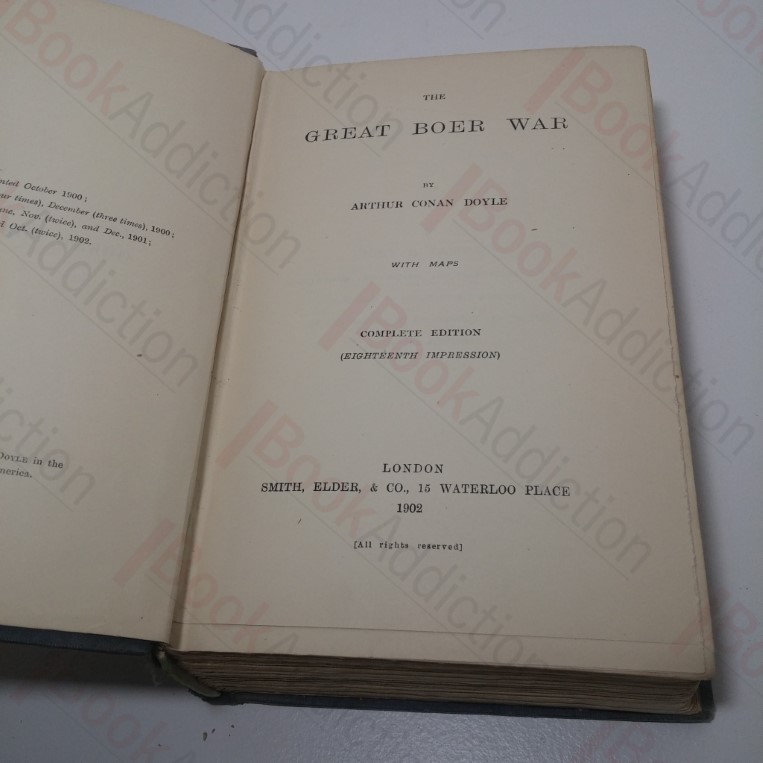 nted October 1900;
ur times), December (three times), 1900;
ne, Nov. (twice), and Dec., 1901;
Oct. (twice), 1902.
DOYLE in the
merica.
THE
GREAT BOER WAR
BY
ARTHUR CONAN DOYLE
WITH MAPS
COMPLETE EDITION
(EIGHTEENTH IMPRESSION)
LONDON
SMITH, ELDER, & CO., 15 WATERLOO PLACE
1902
[All rights reserved]
BookAddiction